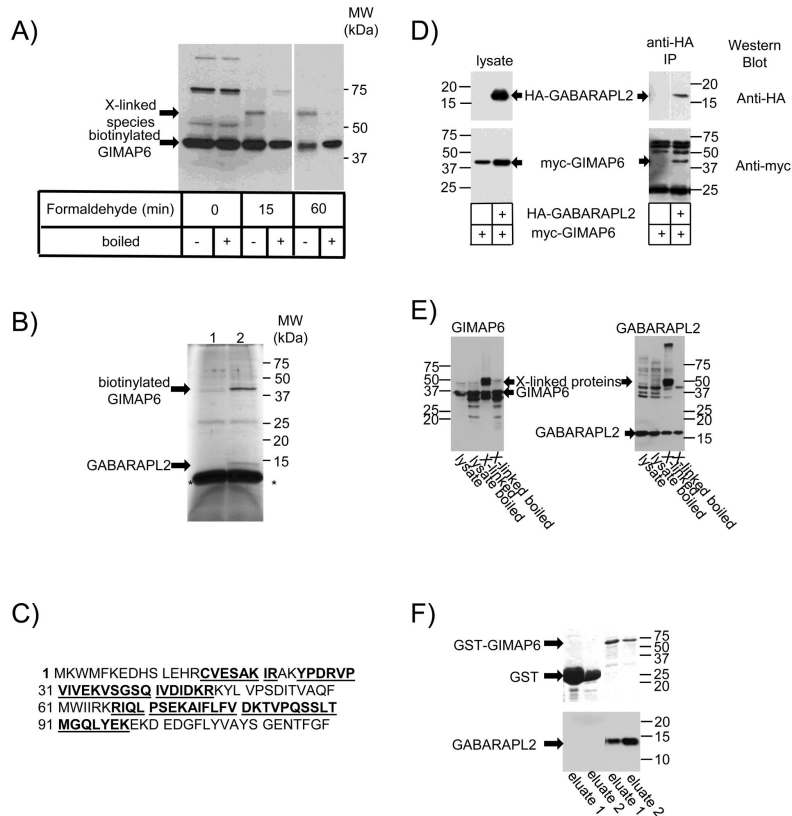 A)
MW
(kDa)
X-linked
species
biotinylated
GIMAP6
75
50
37
Formaldehyde (min) 0 15 60
boiled - + - + - +
B)
1 2
MW
(kDa)
biotinylated
GIMAP6
GABARAPL2
75
50
37
25
20
15
* *
C)
1 MKWMFKEDHS LEHRCVESAK IRAKYPDRVP
31 VIVEKVSGSQ IVDIDKRKYL VPSDITVAQF
61 MWIIRKRIQL PSEKAIFLFV DKTVPQSSLT
91 MGQLYEKEKD EDGFLYVAYS GENTFGF
D)
lysate
anti-HA
IP
Western
Blot
20
15
HA-GABARAPL2
20
15
Anti-HA
75
50
37
25
myc-GIMAP6
75
50
37
25
Anti-myc
+ HA-GABARAPL2 +
+ + myc-GIMAP6 + +
E)
GIMAP6
GABARAPL2
75
50
37
25
20
X-linked proteins
GIMAP6
GABARAPL2
75
50
37
25
20
15
lysate
lysate boiled
X-linked
X-linked boiled
lysate
lysate boiled
X-linked
X-linked boiled
F)
GST-GIMAP6
GST
75
50
37
25
20
GABARAPL2
20
15
10
eluate 1
eluate 2
eluate 1
eluate 2